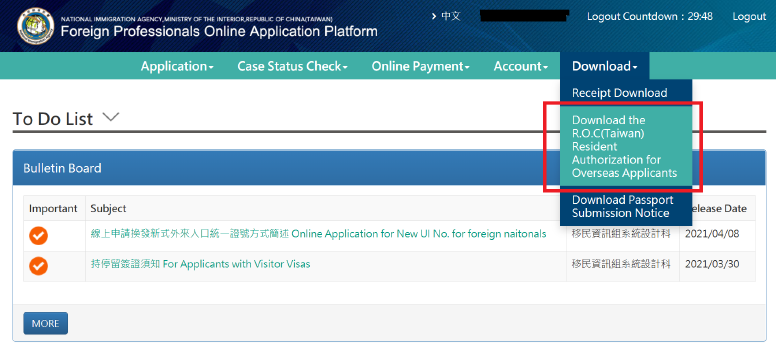 NATIONAL IMMIGRATION AGENCY,MINISTRY OF THE INTERIOR,REPUBLIC OF CHINA(TAIWAN)
Foreign Professionals Online Application Platform
中文
Logout Countdown：29:48
Logout
Application
Case Status Check
Online Payment
Account
Download
Receipt Download
Download the
R.O.C(Taiwan)
Resident
Authorization for
Overseas Applicants
Download Passport
Submission Notice
To Do List
Bulletin Board
Important
Subject
Release Date
線上申請換發新式外來人口統一證號方式簡述 Online Application for New UI No. for foreign naitonals
移民資訊組系統設計科
2021/04/08
持停留簽證須知 For Applicants with Visitor Visas
移民資訊組系統設計科
2021/03/30
MORE